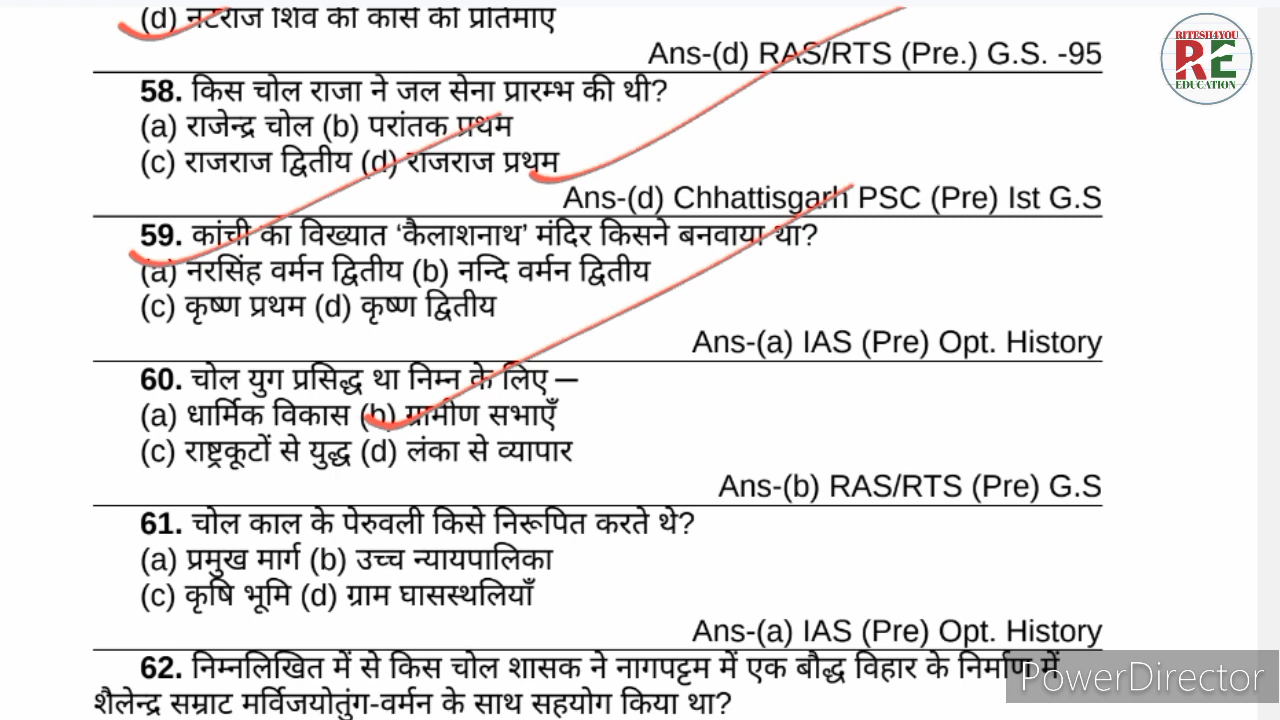 (d) नटराज शिव की कांसे की प्रतिमाएं
Ans-(d) RAS/RTS (Pre.) G.S. -95
RITESH4YOU
RE
EDUCATION
58. किस चोल राजा ने जल सेना प्रारम्भ की थी?
(a) राजेन्द्र चोल (b) परांतक प्रथम
(c) राजराज द्वितीय (d) राजराज प्रथम
Ans-(d) Chhattisgarh PSC (Pre) Ist G.S
59. कांची का विख्यात ‘कैलाशनाथ’ मंदिर किसने बनवाया था?
(a) नरसिंह वर्मन द्वितीय (b) नन्दि वर्मन द्वितीय
(c) कृष्ण प्रथम (d) कृष्ण द्वितीय
Ans-(a) IAS (Pre) Opt. History
60. चोल युग प्रसिद्ध था निम्न के लिए —
(a) धार्मिक विकास (b) ग्रामीण सभाएँ
(c) राष्ट्रकूटों से युद्ध (d) लंका से व्यापार
Ans-(b) RAS/RTS (Pre) G.S
61. चोल काल के पेरुवली किसे निरूपित करते थे?
(a) प्रमुख मार्ग (b) उच्च न्यायपालिका
(c) कृषि भूमि (d) ग्राम घासस्थलियाँ
Ans-(a) IAS (Pre) Opt. History
62. निम्नलिखित में से किस चोल शासक ने नागपट्टम में एक बौद्ध विहार के निर्माण में
शैलेन्द्र सम्राट मर्विजयोतुंग-वर्मन के साथ सहयोग किया था?
PowerDirector